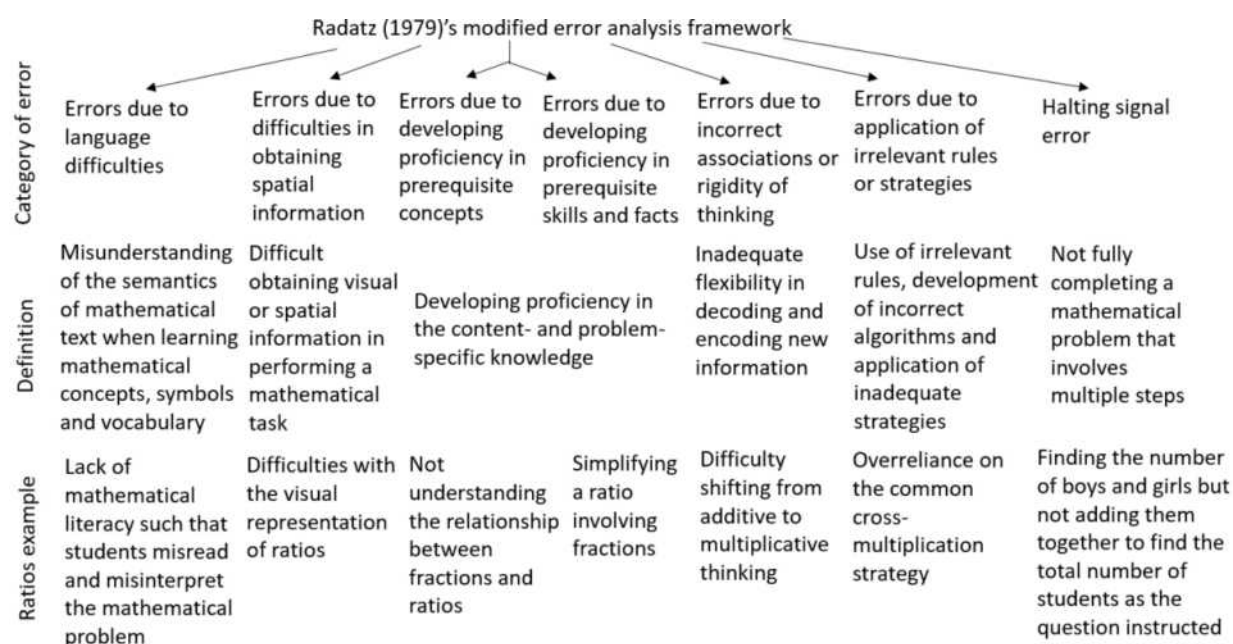 Radatz (1979)'s modified error analysis framework
Category of error
Errors due to
language
difficulties
Errors due to
difficulties in
obtaining
spatial
information
Errors due to
developing
proficiency in
prerequisite
concepts
Errors due to
developing
proficiency in
prerequisite
skills and facts
Errors due to
incorrect
associations or
rigidity of
thinking
Errors due to
application of
irrelevant rules
or strategies
Halting signal
error
Definition
Misunderstanding
of the semantics
of mathematical
text when learning
mathematical
concepts, symbols
and vocabulary
Difficult
obtaining visual
or spatial
information in
performing a
mathematical
task
Developing proficiency in
the content- and problem-
specific knowledge
Inadequate
flexibility in
decoding and
encoding new
information
Use of irrelevant
rules, development
of incorrect
algorithms and
application of
inadequate
strategies
Not fully
completing a
mathematical
problem that
involves
multiple steps
Ratios example
Lack of
mathematical
literacy such that
students misread
and misinterpret
the mathematical
problem
Difficulties with
the visual
representation
of ratios
Not
understanding
the relationship
between
fractions and
ratios
Simplifying
a ratio
involving
fractions
Difficulty
shifting from
additive to
multiplicative
thinking
Overreliance on
the common
cross-
multiplication
strategy
Finding the number
of boys and girls but
not adding them
together to find the
total number of
students as the
question instructed